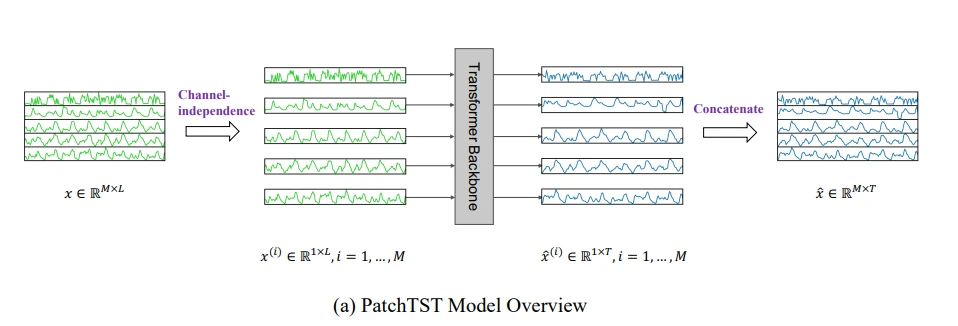 Channel-
independence
Transformer Backbone
Concatenate
x ∈ ℝ^{M×L}
x̂ ∈ ℝ^{M×T}
x^{(i)} ∈ ℝ^{1×L}, i = 1, …, M
x̂^{(i)} ∈ ℝ^{1×T}, i = 1, …, M
(a) PatchTST Model Overview